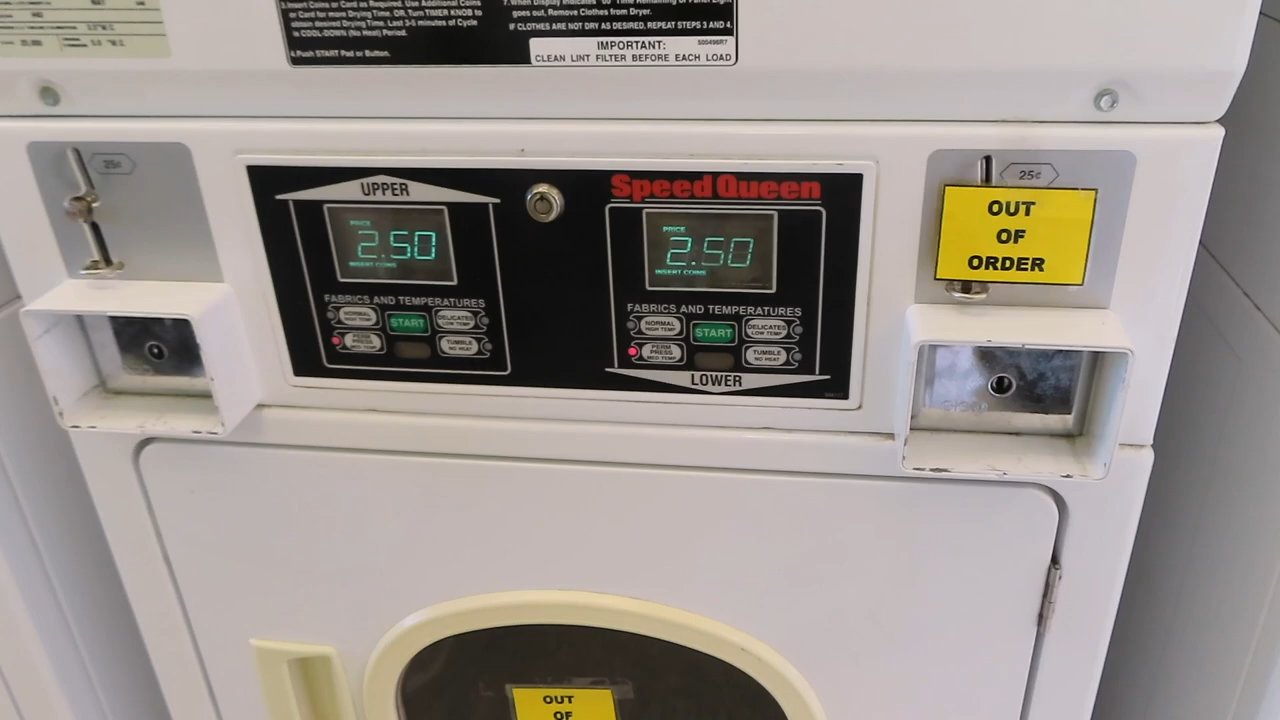 3.Insert Coins or Card as Required. Use Additional Coins
or Card for more Drying Time. OR, Turn TIMER KNOB to
obtain desired Drying Time. Last 3-5 minutes of Cycle
is COOL-DOWN (No Heat) Period.
4.Push START Pad or Button.
goes out, Remove Clothes from Dryer.
IF CLOTHES ARE NOT DRY AS DESIRED, REPEAT STEPS 3 AND 4.
IMPORTANT:
CLEAN LINT FILTER BEFORE EACH LOAD
25¢
UPPER
PRICE
2.50
INSERT COINS
FABRICS AND TEMPERATURES
NORMAL
HIGH TEMP
START
DELICATES
LOW TEMP
PERM
PRESS
MED TEMP
TUMBLE
NO HEAT
Speed Queen
PRICE
2.50
INSERT COINS
FABRICS AND TEMPERATURES
NORMAL
HIGH TEMP
START
DELICATES
LOW TEMP
PERM
PRESS
MED TEMP
TUMBLE
NO HEAT
LOWER
25¢
OUT
OF
ORDER
OUT
OF